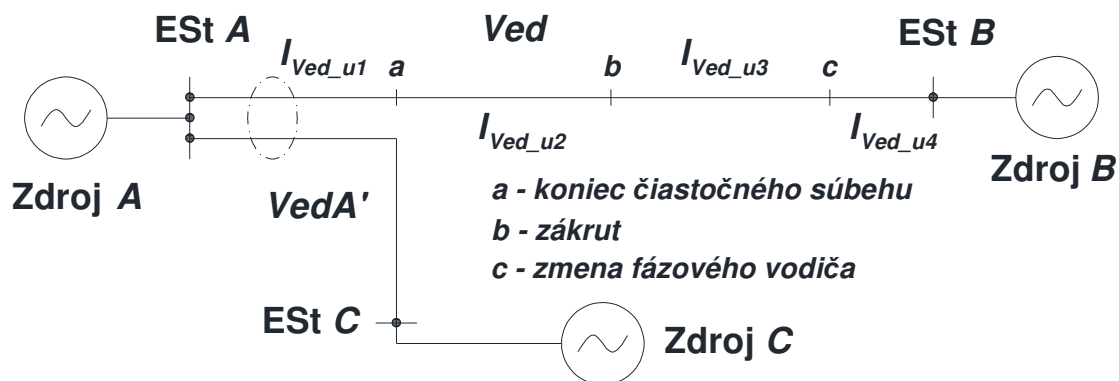 ESt A
Ved
ESt B
I_Ved_u1
a
b
I_Ved_u3
c
I_Ved_u2
I_Ved_u4
Zdroj A
Zdroj B
VedA'
a - koniec čiastočného súbehu
b - zákrut
c - zmena fázového vodiča
ESt C
Zdroj C